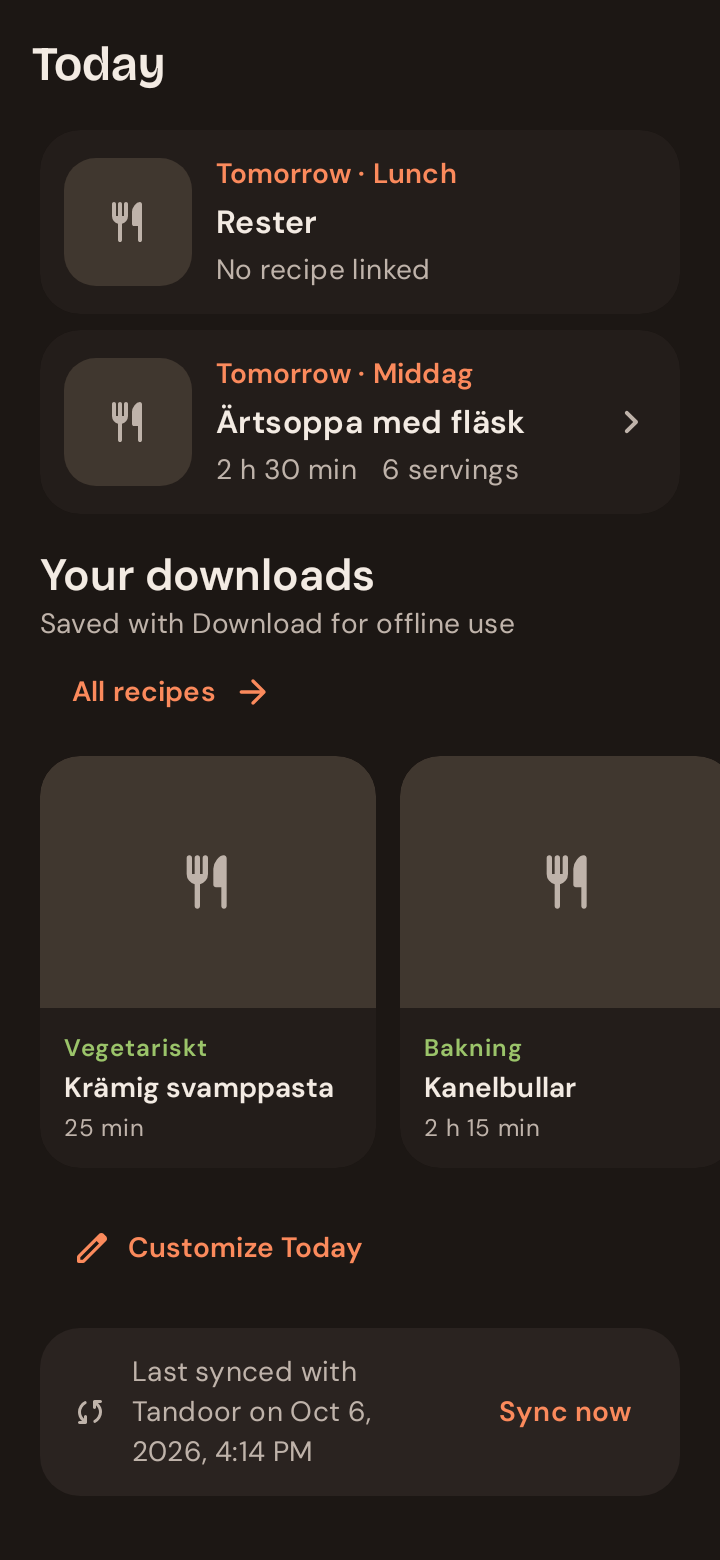 Today
Tomorrow · Lunch
Rester
No recipe linked
Tomorrow · Middag
Ärtsoppa med fläsk
2 h 30 min 6 servings
Your downloads
Saved with Download for offline use
All recipes
Vegetariskt
Krämig svamppasta
25 min
Bakning
Kanelbullar
2 h 15 min
Customize Today
Last synced with
Tandoor on Oct 6,
2026, 4:14 PM
Sync now